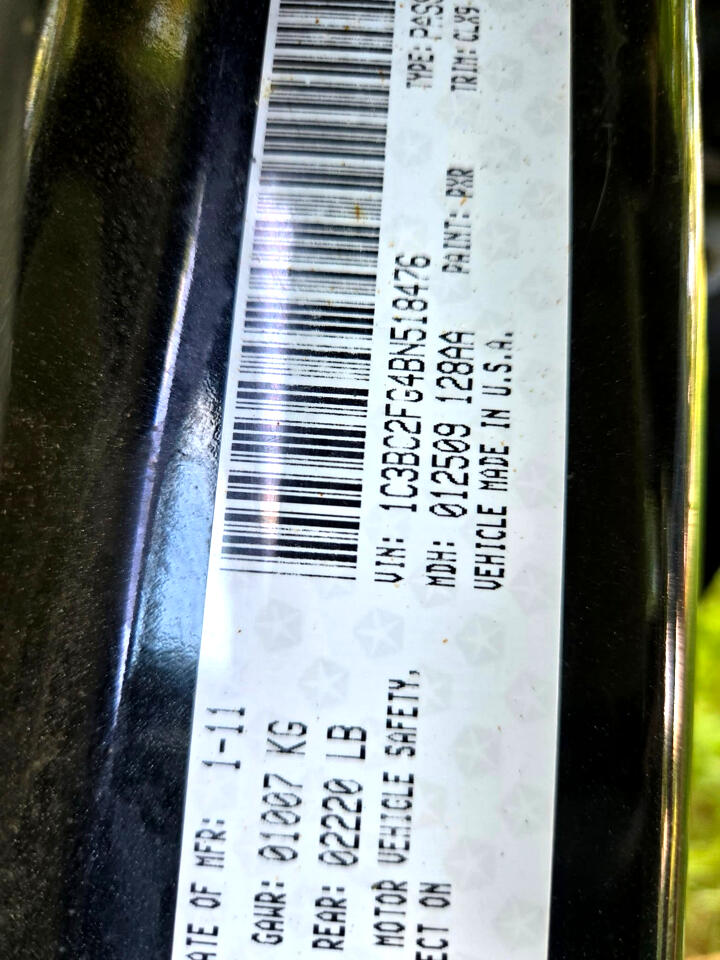 ATE OF MFR: 1-11
GAWR: 01007 KG
REAR: 02220 LB
MOTOR VEHICLE SAFETY,
ECT ON
VIN: 1C3BC2FG4BN518476
TYPE: PASS
MDH: 012509 128AA PAINT: PXR TRIM: CLX9
VEHICLE MADE IN U.S.A.